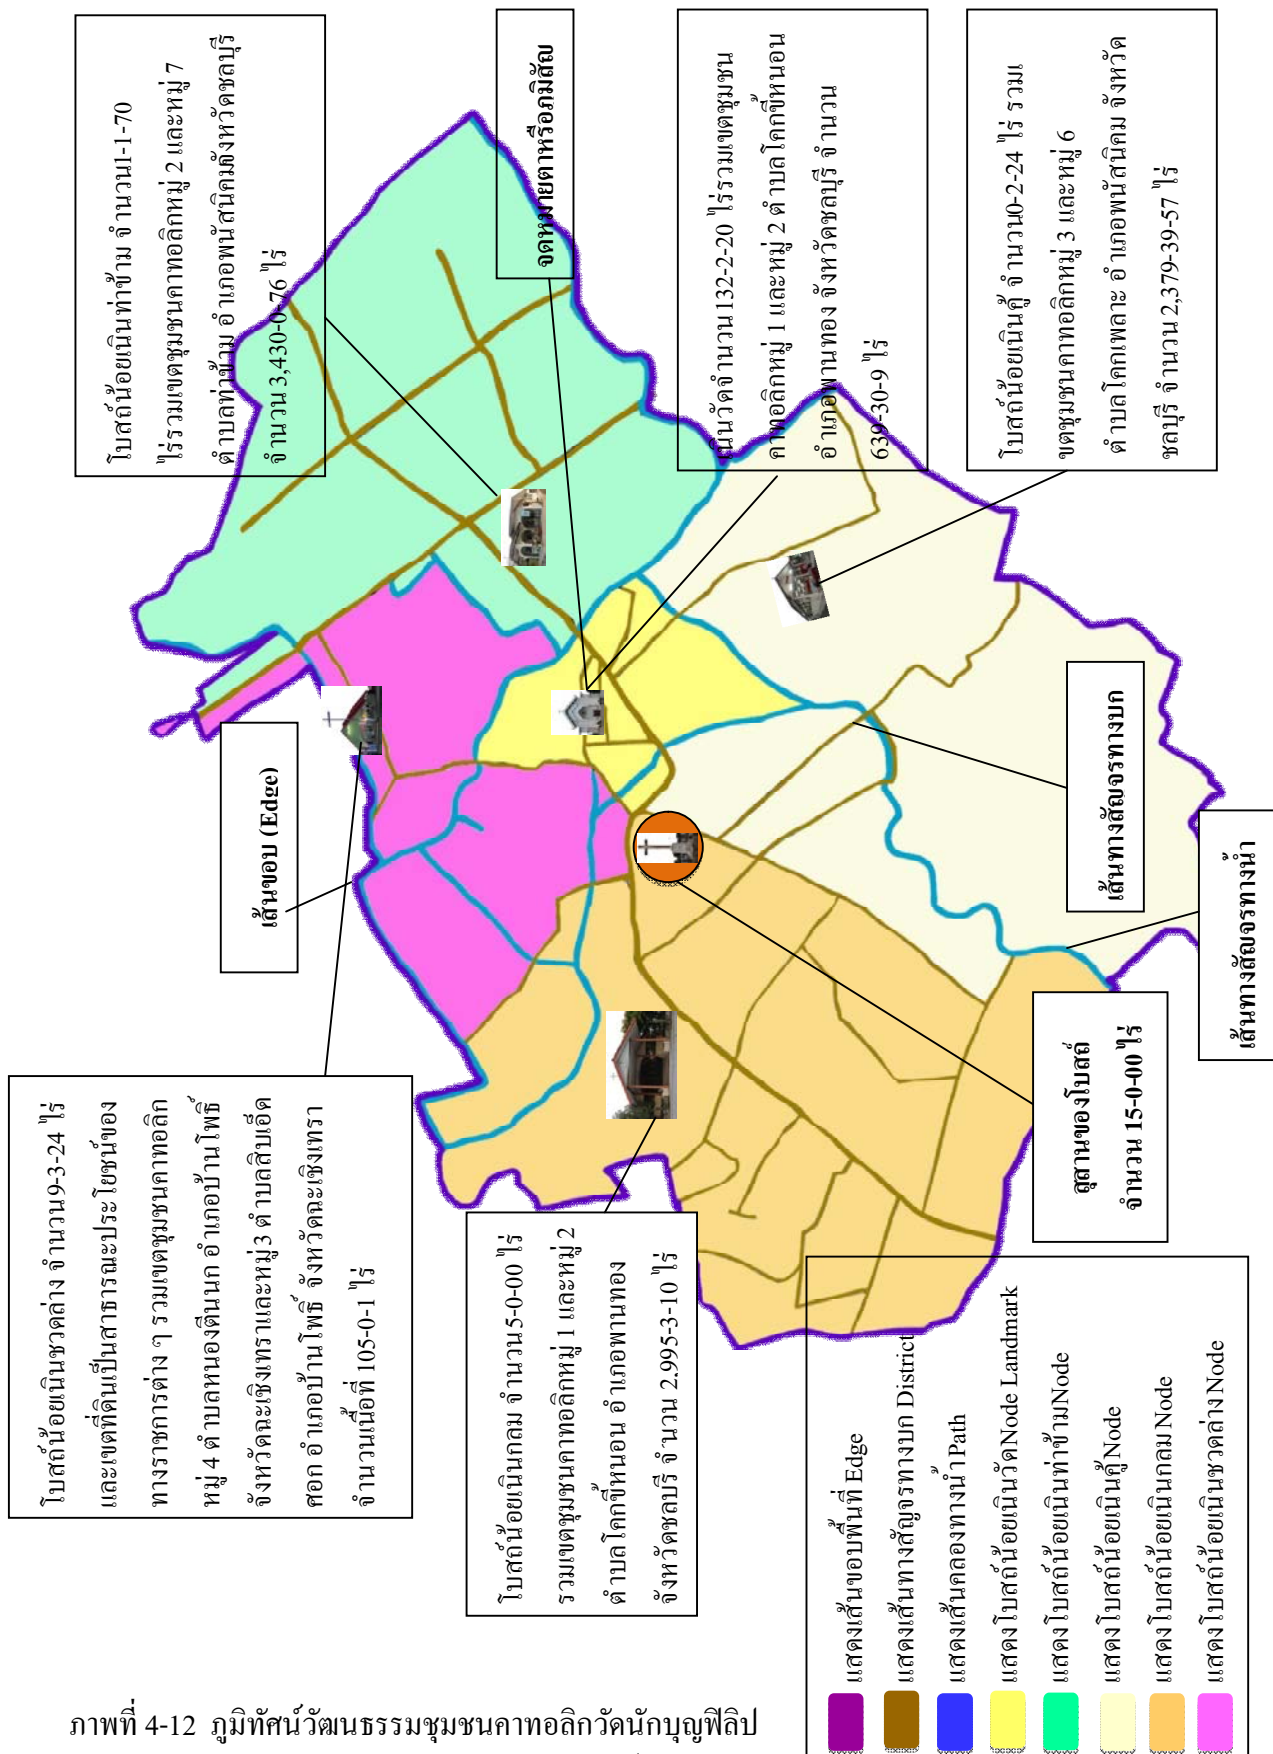 โบสถ์น้อยเนินท่าข้าม จำนวน1-1-70
ไร่รวมเขตชุมชนคาทอลิกหมู่ 2 และหมู่ 7
ตำบลท่าข้าม อำเภอพนัสนิคมจังหวัดชลบุรี
จำนวน 3,430-0-76 ไร่
จดหมายตาหรือภูมิสัญ
เนินวัดจำนวน132-2-20 ไร่รวมเขตชุมชน
คาทอลิกหมู่ 1 และหมู่ 2 ตำบลโคกขี้หนอน
อำเภอพานทอง จังหวัดชลบุรี จำนวน
639-30-9 ไร่
โบสถ์น้อยเนินคู้ จำนวน0-2-24 ไร่ รวมเ
ขตชุมชนคาทอลิกหมู่ 3 และหมู่ 6
ตำบลโคกเพลาะ อำเภอพนัสนิคม จังหวัด
ชลบุรี จำนวน 2,379-39-57 ไร่
เส้นขอบ (Edge)
เส้นทางสัญจรทางบก
เส้นทางสัญจรทางน้ำ
สุสานของโบสถ์
จำนวน 15-0-00 ไร่
โบสถ์น้อยเนินชวดล่าง จำนวน9-3-24 ไร่
และเขตที่ดินเป็นสาธารณะประโยชน์ของ
ทางราชการต่าง ๆ รวมเขตชุมชนคาทอลิก
หมู่ 4 ตำบลหนองตีนนก อำเภอบ้านโพธิ์
จังหวัดฉะเชิงเทราและหมู่3 ตำบลสิบเอ็ด
ศอก อำเภอบ้านโพธิ์ จังหวัดฉะเชิงเทรา
จำนวนเนื้อที่ 105-0-1 ไร่
โบสถ์น้อยเนินกลม จำนวน5-0-00 ไร่
รวมเขตชุมชนคาทอลิกหมู่ 1 และหมู่ 2
ตำบลโคกขี้หนอน อำเภอพานทอง
จังหวัดชลบุรี จำนวน 2,995-3-10 ไร่
แสดงเส้นขอบพื้นที่ Edge
แสดงเส้นทางสัญจรทางบก District
แสดงเส้นคลองทางน้ำ Path
แสดงโบสถ์น้อยเนินวัดNode Landmark
แสดงโบสถ์น้อยเนินท่าข้ามNode
แสดงโบสถ์น้อยเนินคู้Node
แสดงโบสถ์น้อยเนินกลมNode
แสดงโบสถ์น้อยเนินชวดล่างNode
ภาพที่ 4-12 ภูมิทัศน์วัฒนธรรมชุมชนคาทอลิกวัดนักบุญฟิลิป